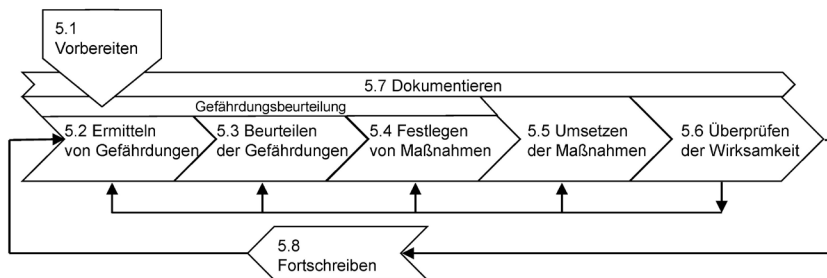 5.1
Vorbereiten
5.7 Dokumentieren
Gefährdungsbeurteilung
5.2 Ermitteln
von Gefährdungen
5.3 Beurteilen
der Gefährdungen
5.4 Festlegen
von Maßnahmen
5.5 Umsetzen
der Maßnahmen
5.6 Überprüfen
der Wirksamkeit
5.8
Fortschreiben